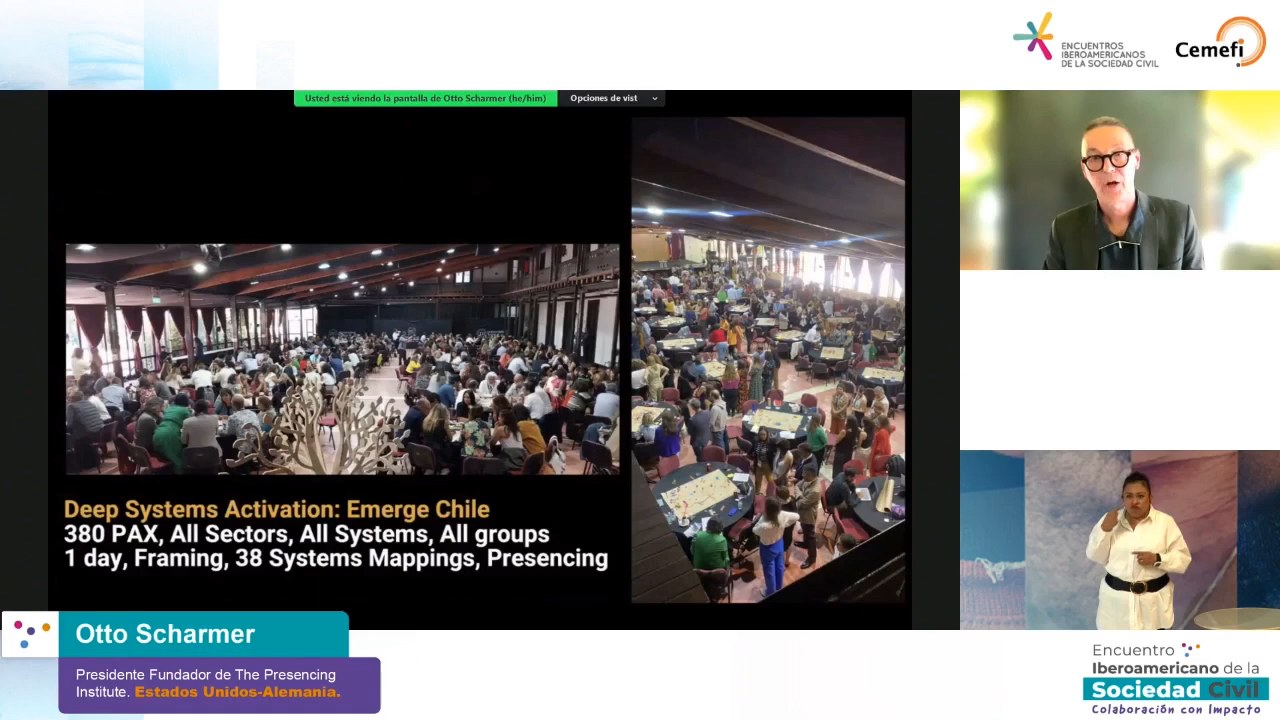 ENCUENTROS
IBEROAMERICANOS
DE LA SOCIEDAD CIVIL
Cemefi
Usted está viendo la pantalla de Otto Scharmer (he/him)
Opciones de vist
Deep Systems Activation: Emerge Chile
380 PAX, All Sectors, All Systems, All groups
1 day, Framing, 38 Systems Mappings, Presencing
Otto Scharmer
Presidente Fundador de The Presencing
Institute. Estados Unidos-Alemania.
Encuentro
Iberoamericano de la
Sociedad Civil
Colaboración con Impacto